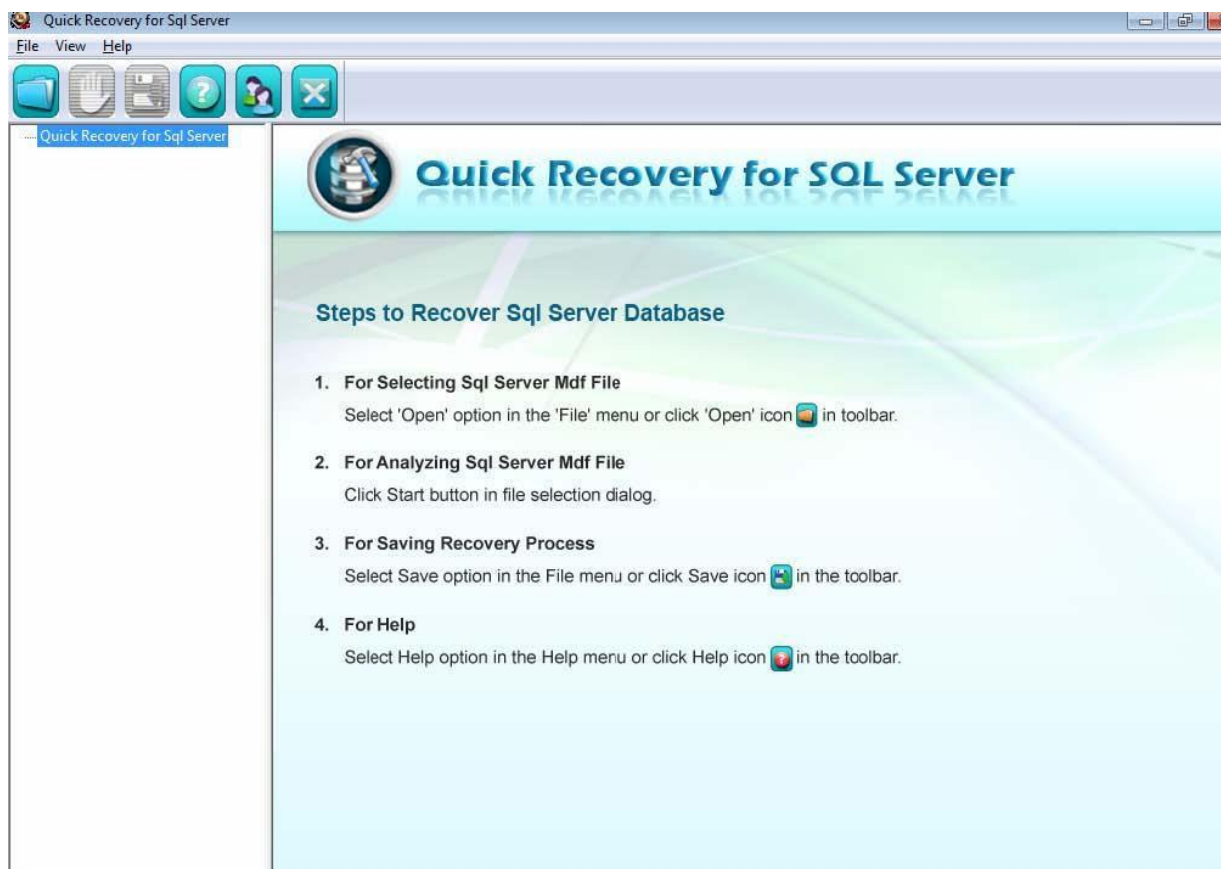 Quick Recovery for Sql Server
File View Help
Quick Recovery for Sql Server
Quick Recovery for SQL Server
Steps to Recover Sql Server Database
1. For Selecting Sql Server Mdf File
Select 'Open' option in the 'File' menu or click 'Open' icon in toolbar.
2. For Analyzing Sql Server Mdf File
Click Start button in file selection dialog.
3. For Saving Recovery Process
Select Save option in the File menu or click Save icon in the toolbar.
4. For Help
Select Help option in the Help menu or click Help icon in the toolbar.